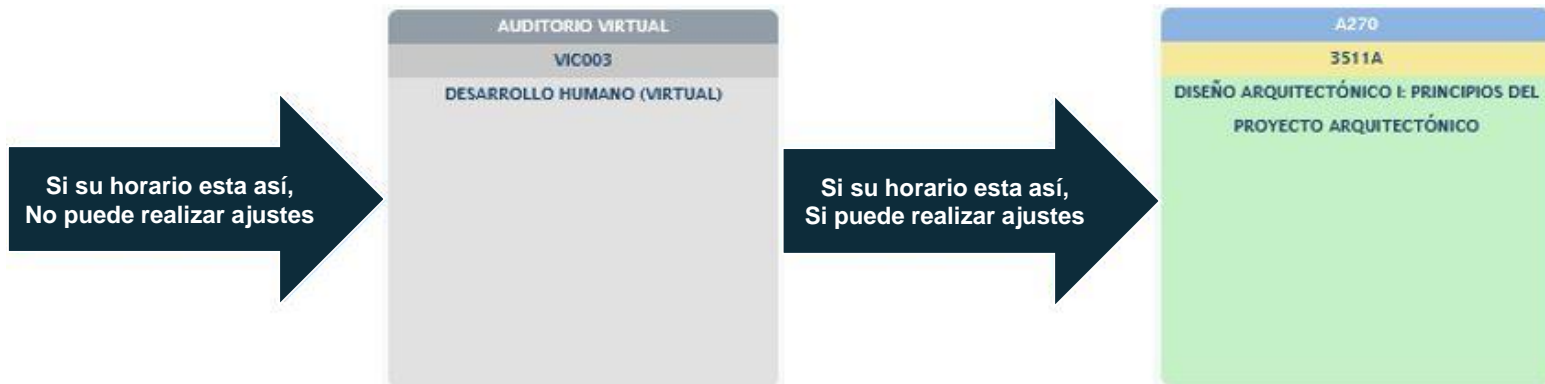 Si su horario esta así,
No puede realizar ajustes
AUDITORIO VIRTUAL
VIC003
DESARROLLO HUMANO (VIRTUAL)
Si su horario esta así,
Si puede realizar ajustes
A270
3511A
DISEÑO ARQUITECTÓNICO I: PRINCIPIOS DEL
PROYECTO ARQUITECTÓNICO